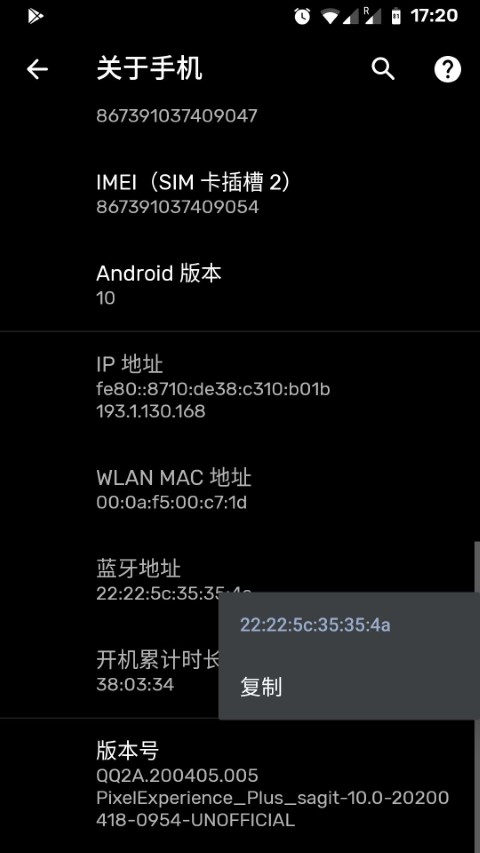 R
81
17:20
关于手机
867391037409047
IMEI（SIM 卡插槽 2）
867391037409054
Android 版本
10
IP 地址
fe80::8710:de38:c310:b01b
193.1.130.168
WLAN MAC 地址
00:0a:f5:00:c7:1d
蓝牙地址
22:22:5c:35:35:4a
22:22:5c:35:35:4a
开机累计时长
复制
38:03:34
版本号
QQ2A.200405.005
PixelExperience_Plus_sagit-10.0-20200
418-0954-UNOFFICIAL